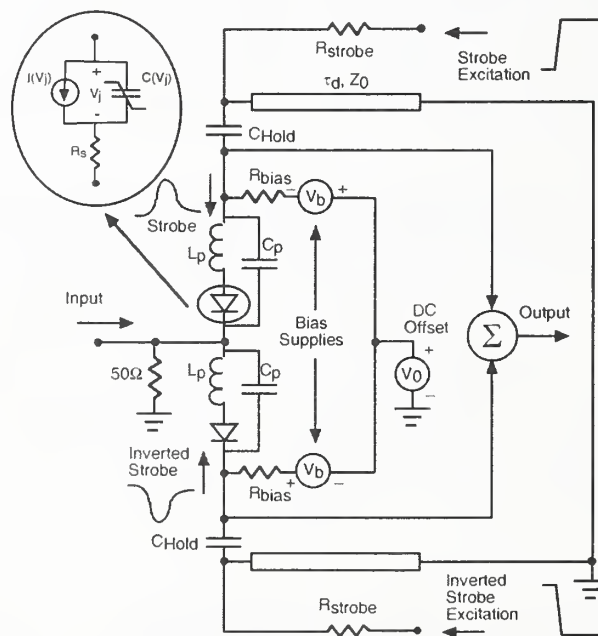 Rstrobe
Strobe
Excitation
τd, Z0
I(Vj)
+
Vj
-
C(Vj)
Rs
CHold
Rbias
-
Vb
+
Strobe
Lp
Cp
Input
Bias
Supplies
DC
Offset
+
V0
-
Σ
Output
50Ω
Lp
Cp
Inverted
Strobe
Rbias
+
Vb
-
CHold
Rstrobe
Inverted
Strobe
Excitation